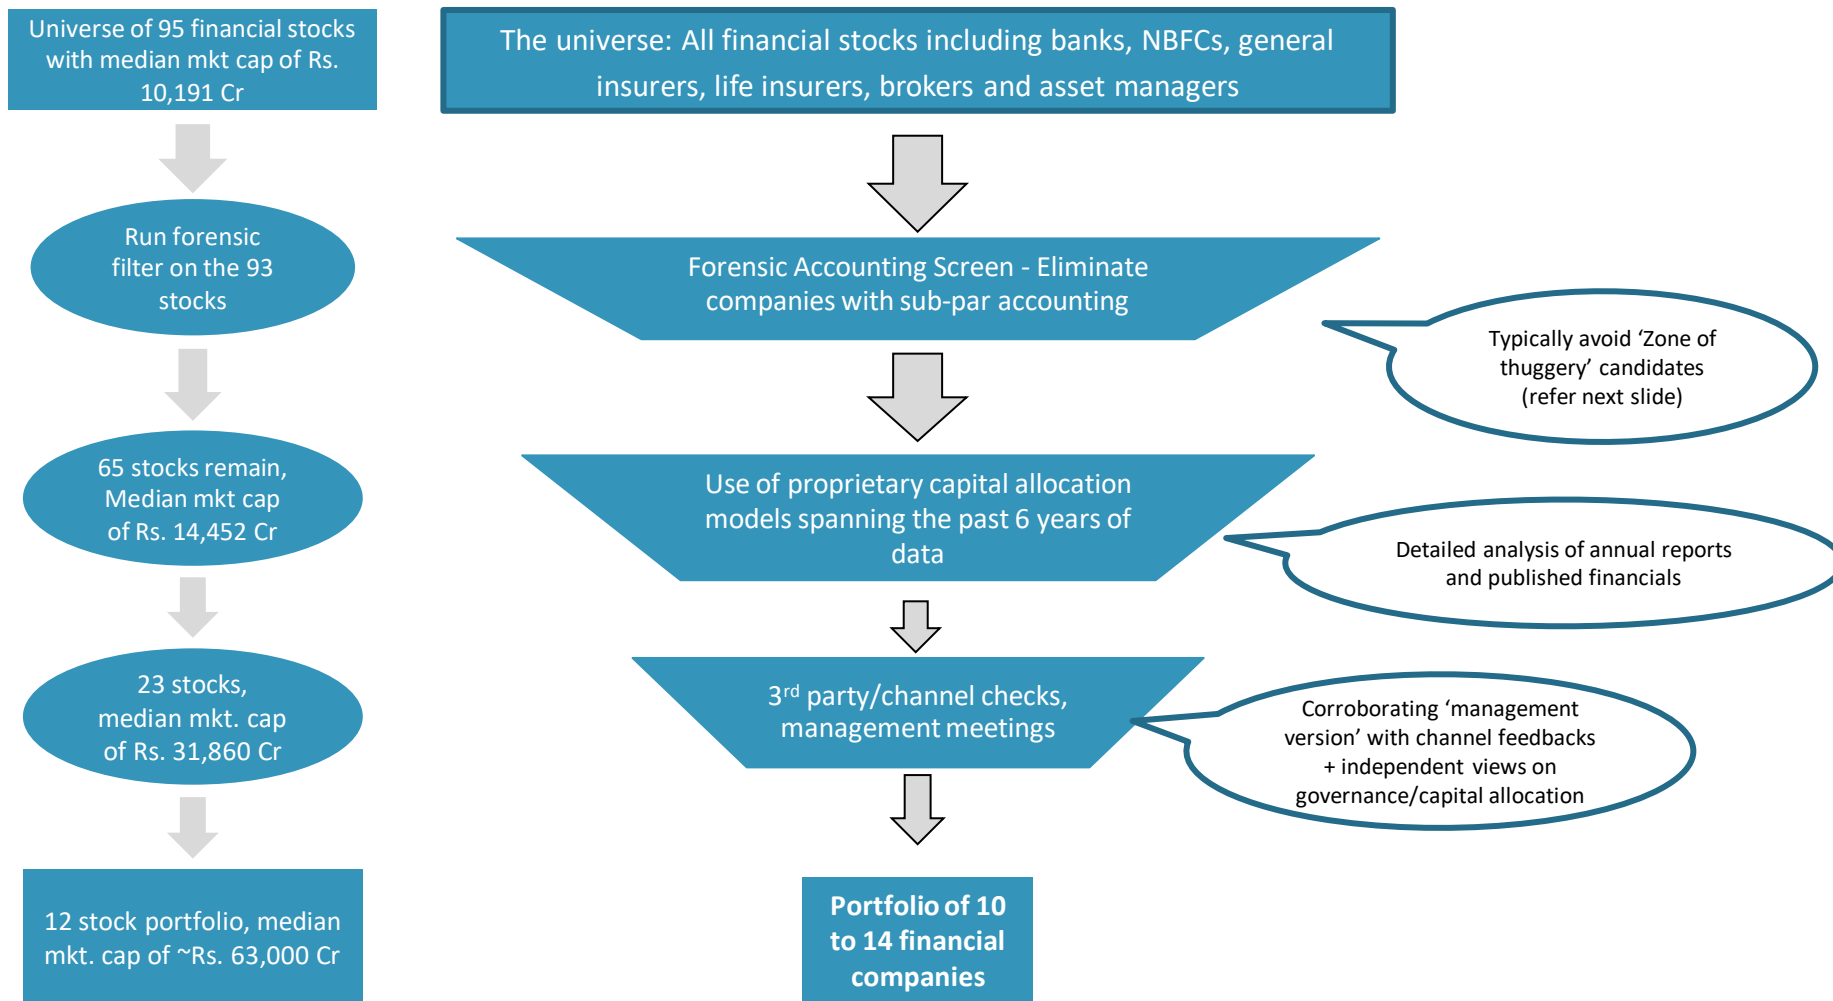 Universe of 95 financial stocks
with median mkt cap of Rs.
10,191 Cr
Run forensic
filter on the 93
stocks
65 stocks remain,
Median mkt cap
of Rs. 14,452 Cr
23 stocks,
median mkt. cap
of Rs. 31,860 Cr
12 stock portfolio, median
mkt. cap of ~Rs. 63,000 Cr
The universe: All financial stocks including banks, NBFCs, general
insurers, life insurers, brokers and asset managers
Forensic Accounting Screen - Eliminate
companies with sub-par accounting
Typically avoid ‘Zone of
thuggery’ candidates
(refer next slide)
Use of proprietary capital allocation
models spanning the past 6 years of
data
Detailed analysis of annual reports
and published financials
3rd party/channel checks,
management meetings
Corroborating ‘management
version’ with channel feedbacks
+ independent views on
governance/capital allocation
Portfolio of 10
to 14 financial
companies